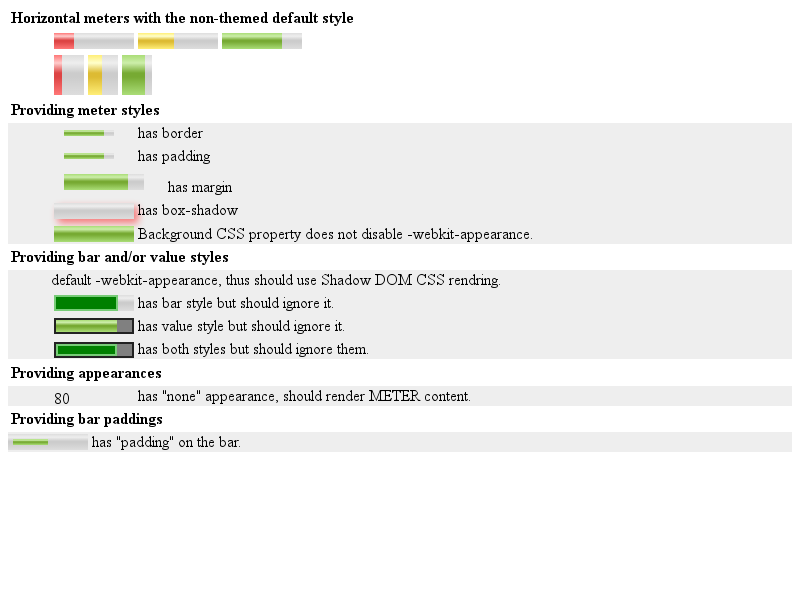 Horizontal meters with the non-themed default style
Providing meter styles
has border
has padding
has margin
has box-shadow
Background CSS property does not disable -webkit-appearance.
Providing bar and/or value styles
default -webkit-appearance, thus should use Shadow DOM CSS rendring.
has bar style but should ignore it.
has value style but should ignore it.
has both styles but should ignore them.
Providing appearances
80 has "none" appearance, should render METER content.
Providing bar paddings
has "padding" on the bar.